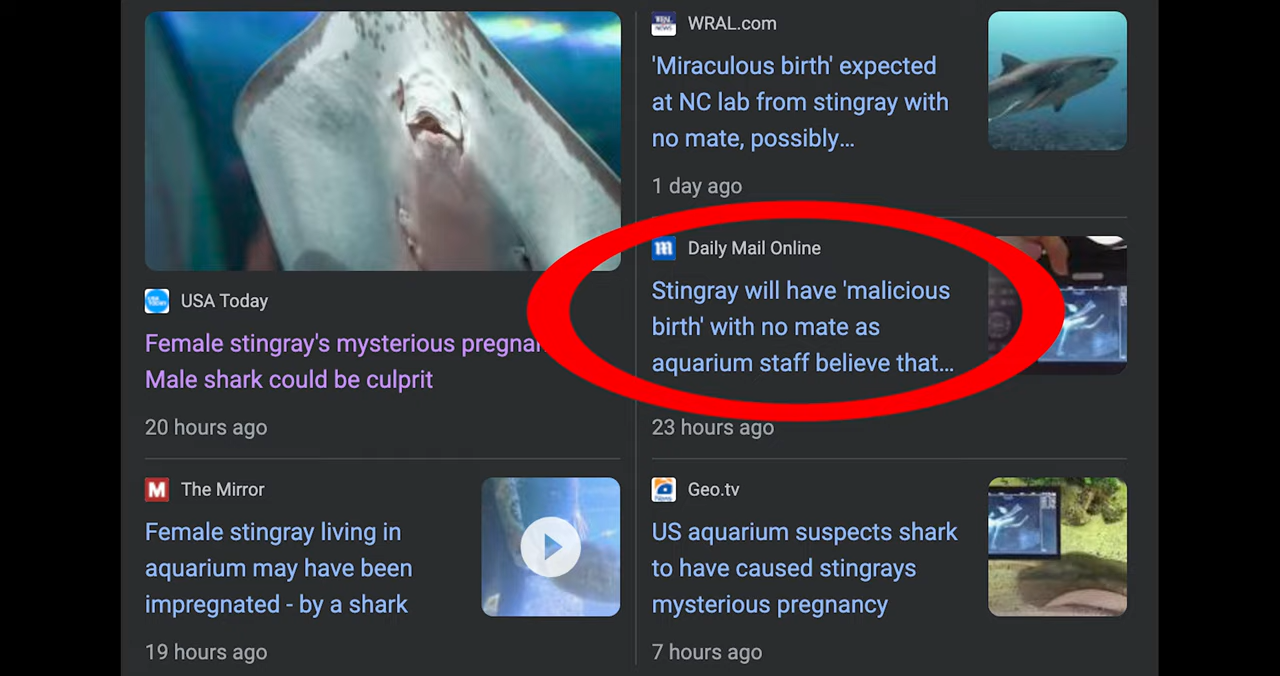 USA Today
Female stingray's mysterious
Male shark could be culprit
20 hours ago
The Mirror
Female stingray living in
aquarium may have been
impregnated - by a shark
19 hours ago
WRAL.com
'Miraculous birth' expected
at NC lab from stingray with
no mate, possibly...
1 day ago
Daily Mail Online
Stingray will have 'malicious
birth' with no mate as
aquarium staff believe that...
23 hours ago
Geo.tv
US aquarium suspects shark
to have caused stingrays
mysterious pregnancy
7 hours ago